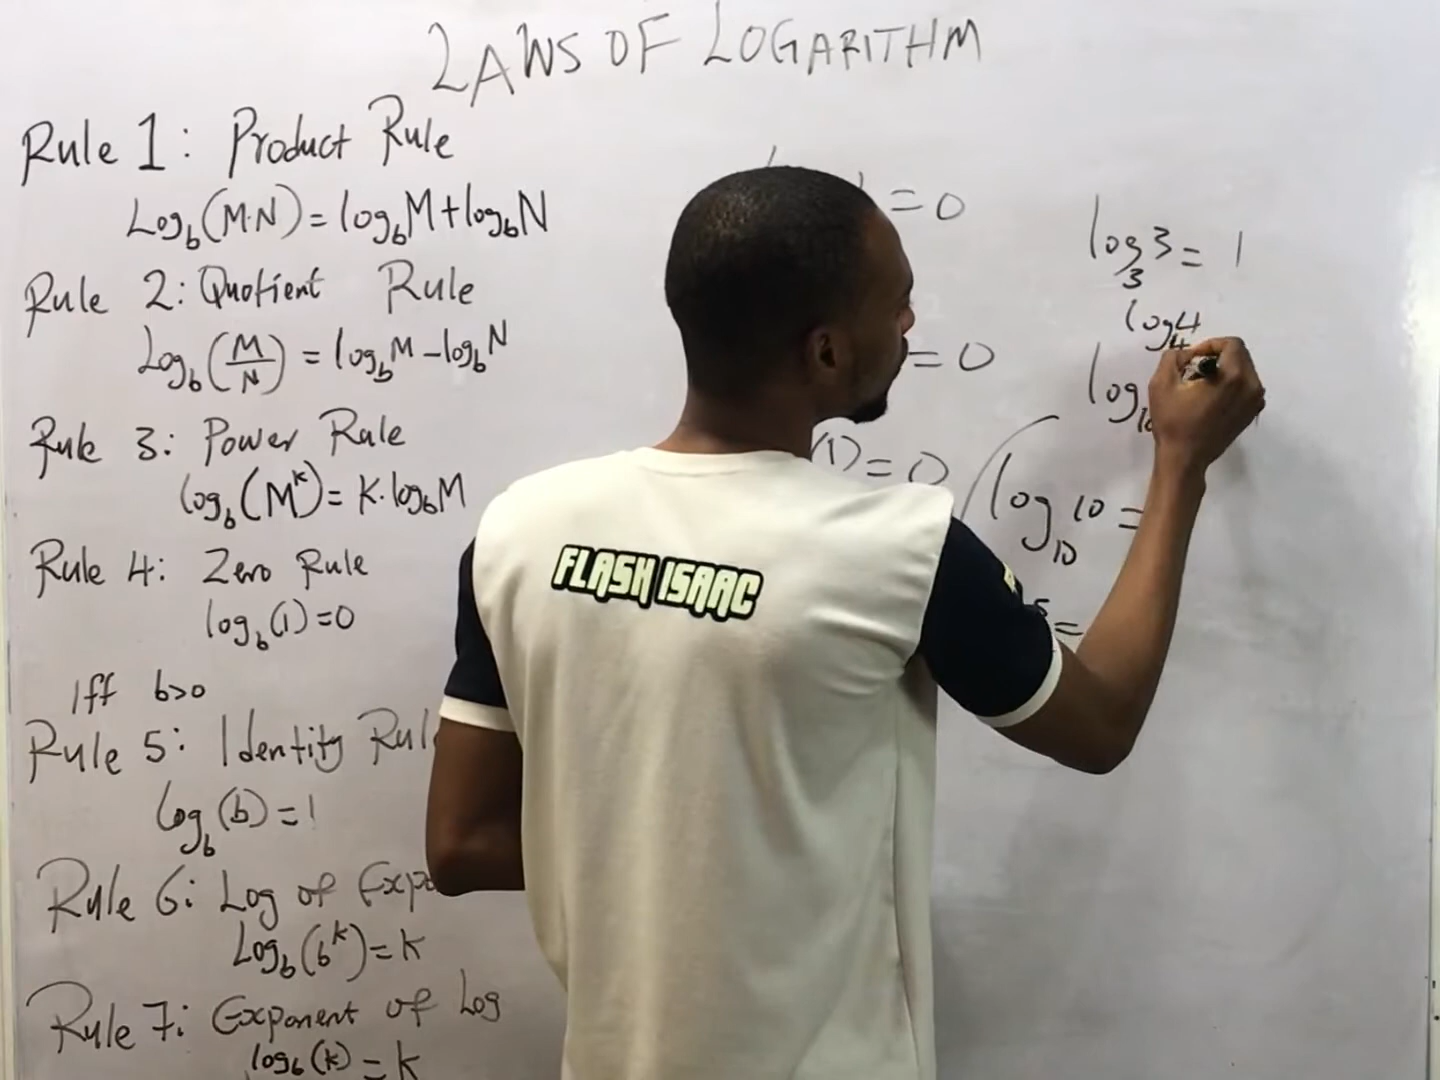 LAWS OF LOGARITHM
Rule 1: Product Rule
Log_b(M·N) = log_b M + log_b N
Rule 2: Quotient Rule
Log_b(M/N) = log_b M - log_b N
Rule 3: Power Rule
log_b(M^k) = K·log_b M
Rule 4: Zero Rule
log_b(1) = 0
Iff b>0
Rule 5: Identity
log_b(b) = 1
Rule 6: Log of
Log_b(b^k) = K
Rule 7: Exponent of Log
log_b(k) = K
= 0
= 0
(1) = 0
log_3 3 = 1
log_4 4
log
log_10 10 =
5 =
FLASH ISAAC